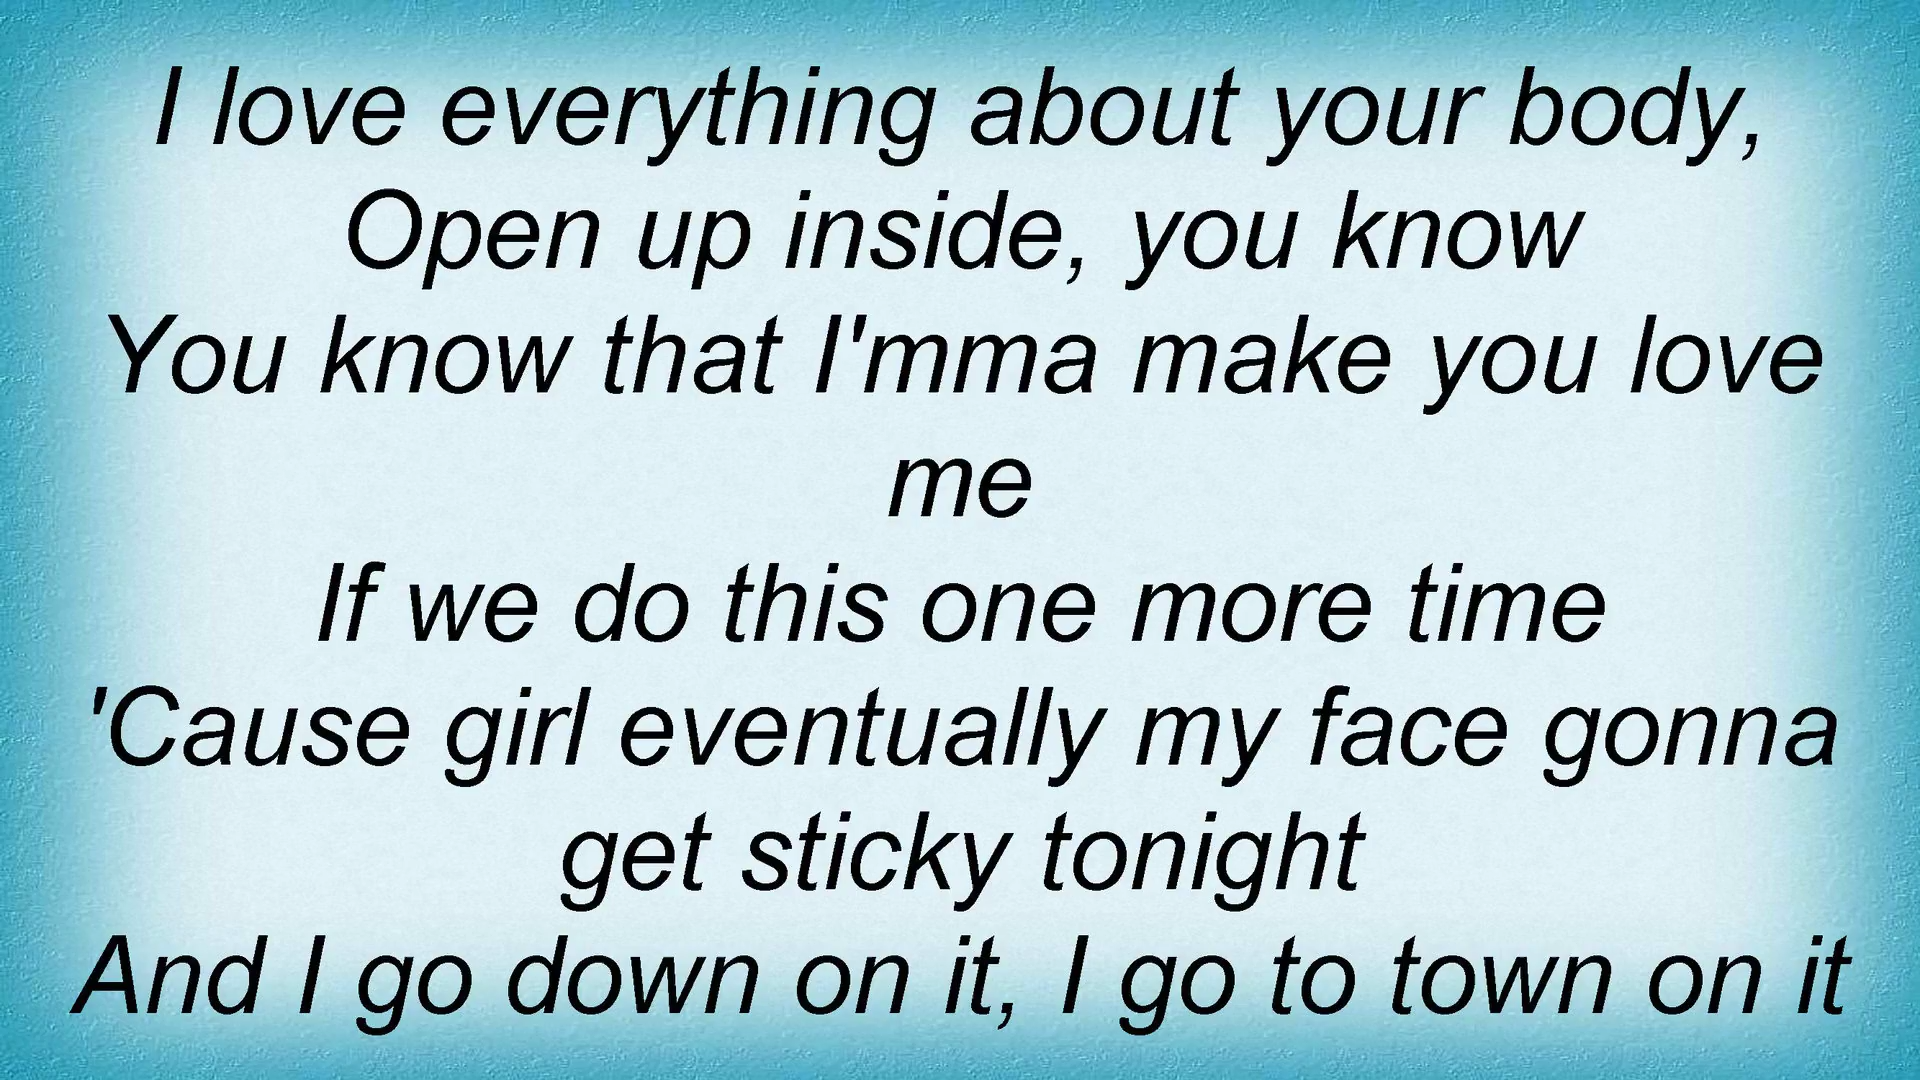 I love everything about your body,
Open up inside, you know
You know that I'mma make you love
me
If we do this one more time
'Cause girl eventually my face gonna
get sticky tonight
And I go down on it, I go to town on it